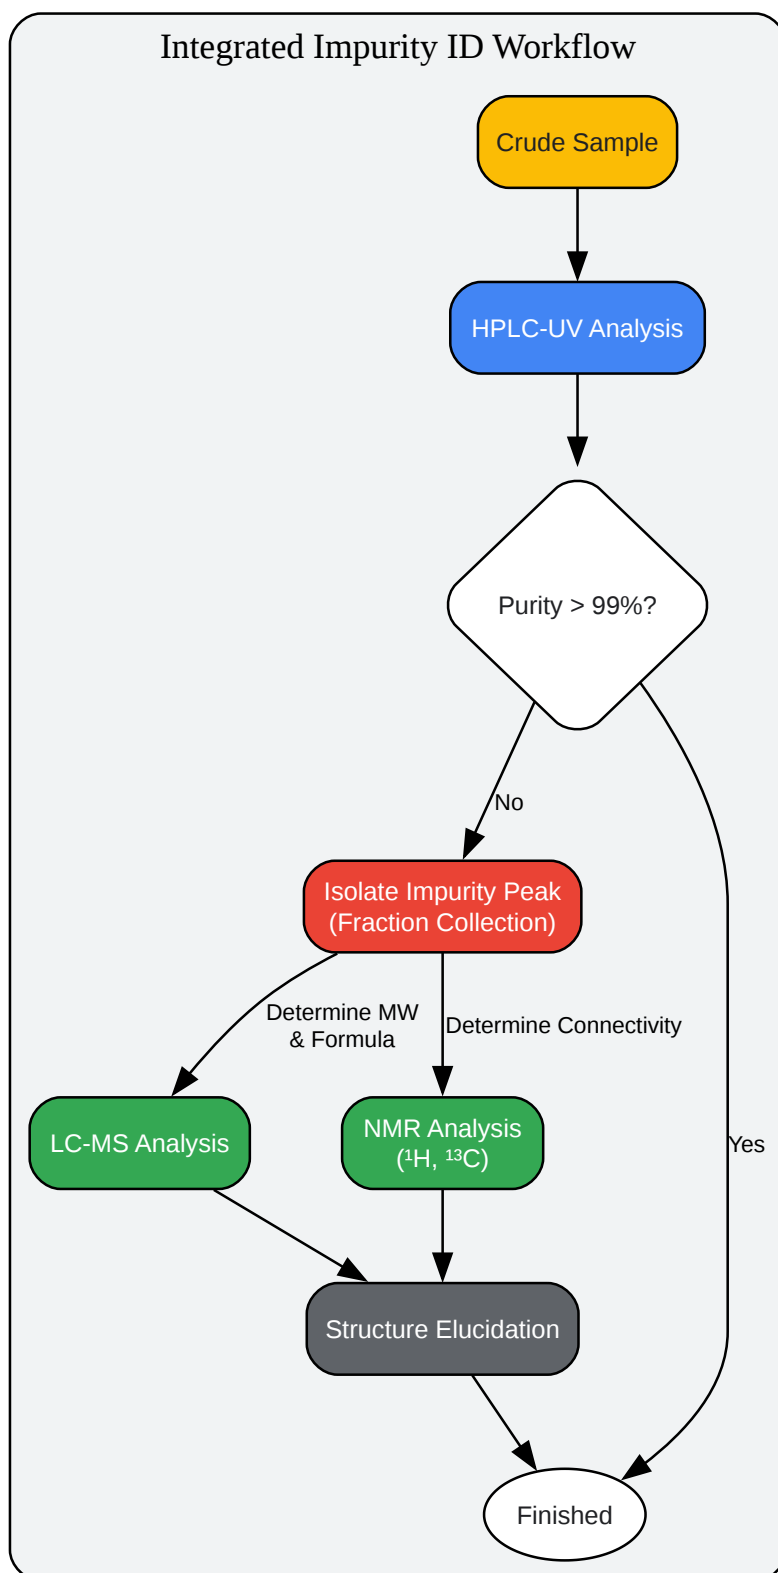 Integrated Impurity ID Workflow
Crude Sample
HPLC-UV Analysis
Purity > 99%?
No
Isolate Impurity Peak
(Fraction Collection)
Determine MW
& Formula
Determine Connectivity
LC-MS Analysis
NMR Analysis
(¹H, ¹³C)
Yes
Structure Elucidation
Finished